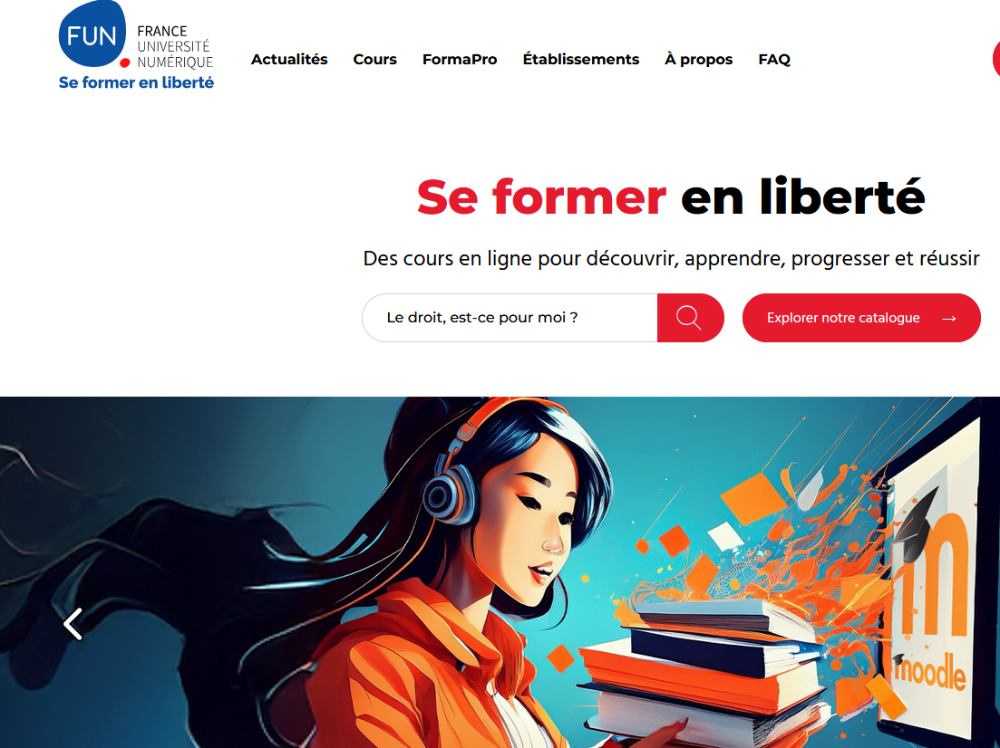 FUN
FRANCE
UNIVERSITÉ
NUMÉRIQUE
Se former en liberté
Actualités Cours FormaPro Établissements À propos FAQ
Se former en liberté
Des cours en ligne pour découvrir, apprendre, progresser et réussir
Le droit, est-ce pour moi ?
Explorer notre catalogue →
m
moodle